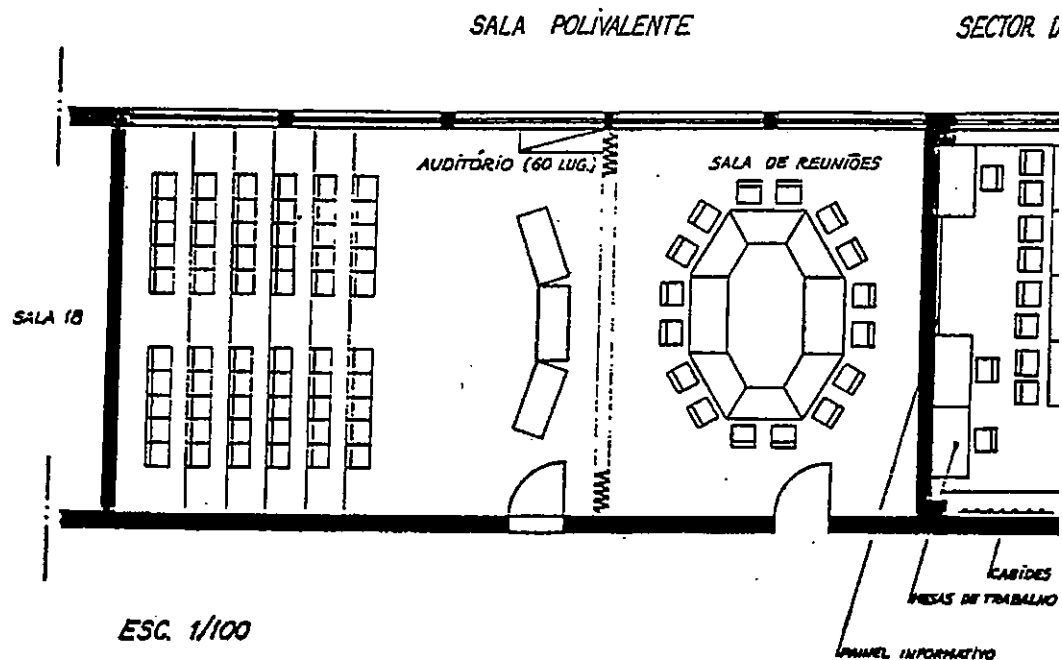 SALA POLIVALENTE
SECTOR D
AUDITÓRIO (60 LUG.)
SALA DE REUNIÕES
SALA 18
CABIDES
MESAS DE TRABALHO
PAINEL INFORMATIVO
ESC. 1/100